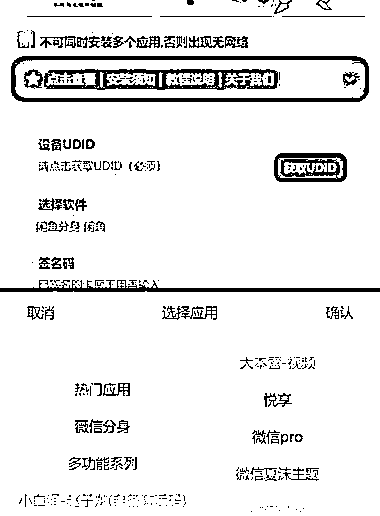 不可同时安装多个应用,否则出现无网络
点击查看 | 安装须知 | 教程说明 | 关于我们
设备UDID
请点击获取UDID（必须）
获取UDID
选择软件
闲鱼分身 闲鱼
签名码
取消 选择应用 确认
大本营-视频
热门应用
悦享
微信分身
微信pro
多功能系列
微信夏沫主题